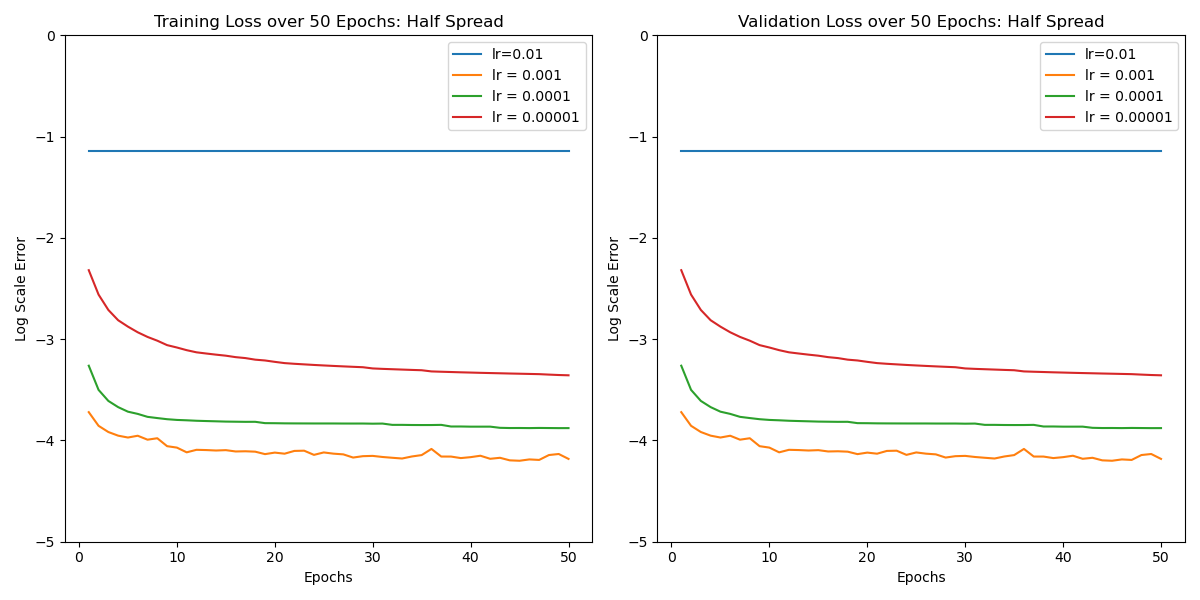 Training Loss over 50 Epochs: Half Spread
0
−1
−2
−3
−4
−5
Log Scale Error
lr=0.01
lr = 0.001
lr = 0.0001
lr = 0.00001
0 10 20 30 40 50
Epochs
Validation Loss over 50 Epochs: Half Spread
0
−1
−2
−3
−4
−5
Log Scale Error
lr=0.01
lr = 0.001
lr = 0.0001
lr = 0.00001
0 10 20 30 40 50
Epochs